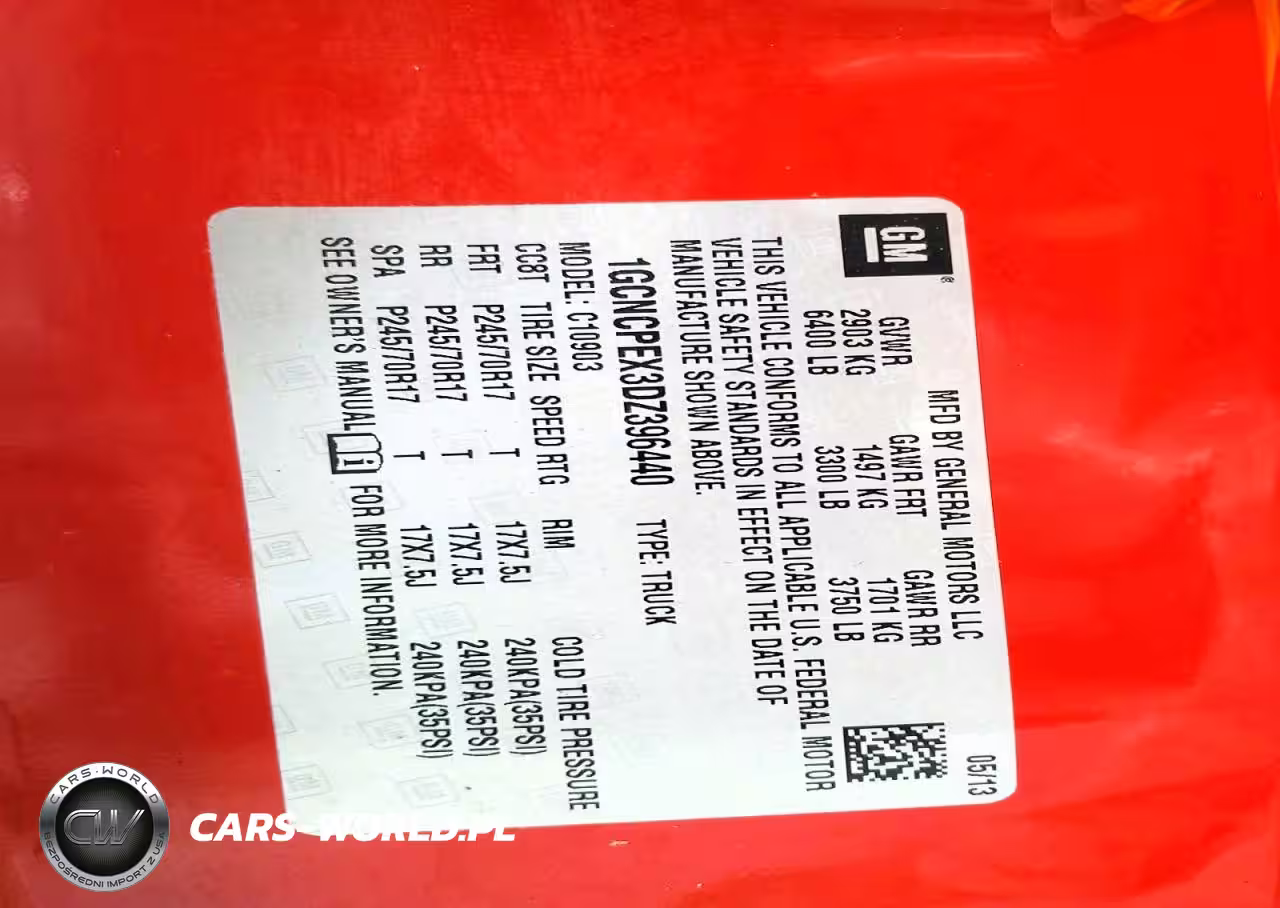 GM®
MFD BY GENERAL MOTORS LLC 05/13
GVWR GAWR FRT GAWR RR
2903 KG 1497 KG 1701 KG
6400 LB 3300 LB 3750 LB
THIS VEHICLE CONFORMS TO ALL APPLICABLE U.S. FEDERAL MOTOR
VEHICLE SAFETY STANDARDS IN EFFECT ON THE DATE OF
MANUFACTURE SHOWN ABOVE.
1GCNCPEX3DZ396440 TYPE: TRUCK
MODEL: C10903
CC8T TIRE SIZE SPEED RTG RIM COLD TIRE PRESSURE
FRT P245/70R17 T 17X7.5J 240KPA(35PSI)
RR P245/70R17 T 17X7.5J 240KPA(35PSI)
SPA P245/70R17 T 17X7.5J 240KPA(35PSI)
SEE OWNER'S MANUAL FOR MORE INFORMATION.
CARS-WORLD
CW
BEZPOŚREDNI IMPORT Z USA
CARS-WORLD.PL